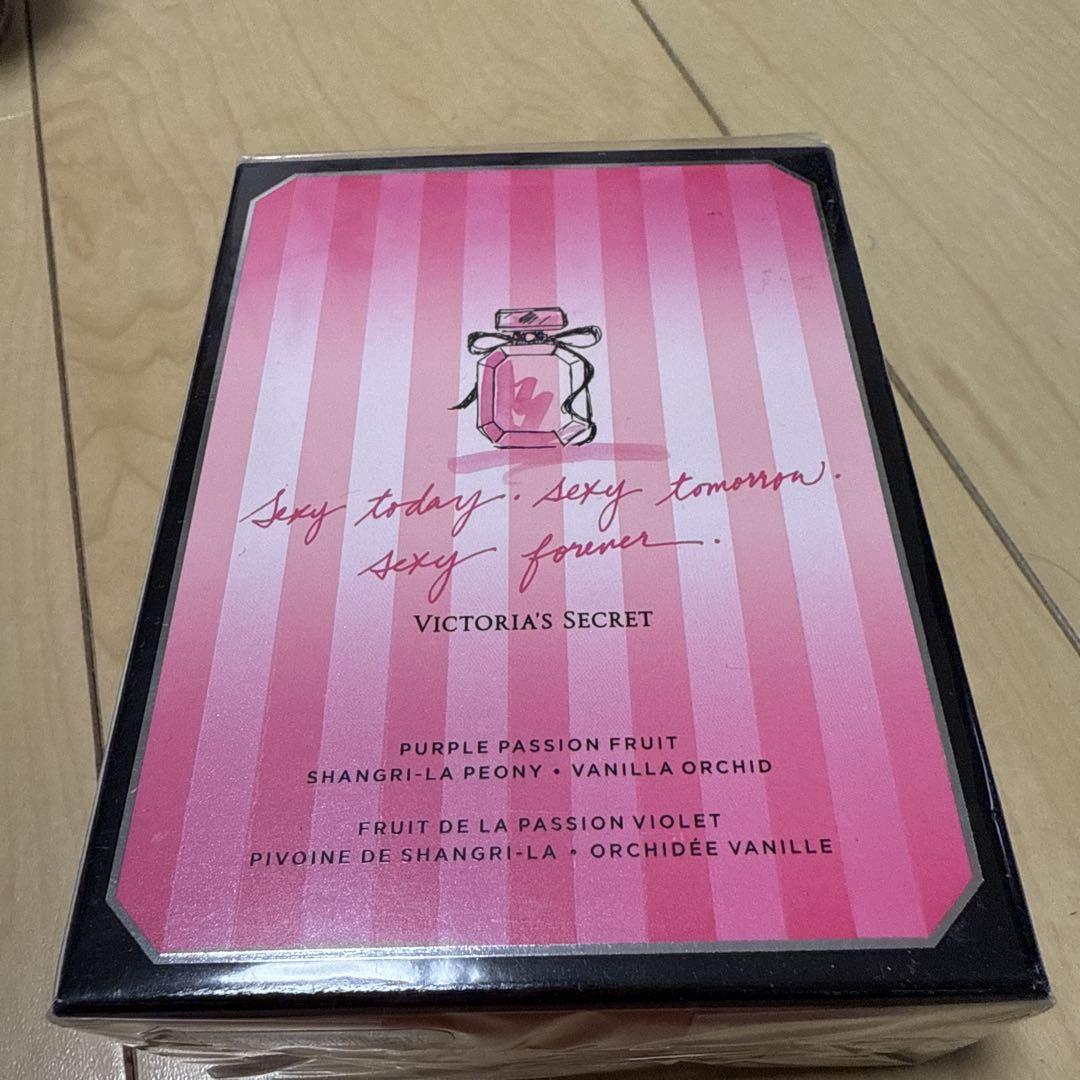 Sexy today. sexy tomorrow.
sexy forever.
VICTORIA'S SECRET
PURPLE PASSION FRUIT
SHANGRI-LA PEONY • VANILLA ORCHID
FRUIT DE LA PASSION VIOLET
PIVOINE DE SHANGRI-LA • ORCHIDÉE VANILLE